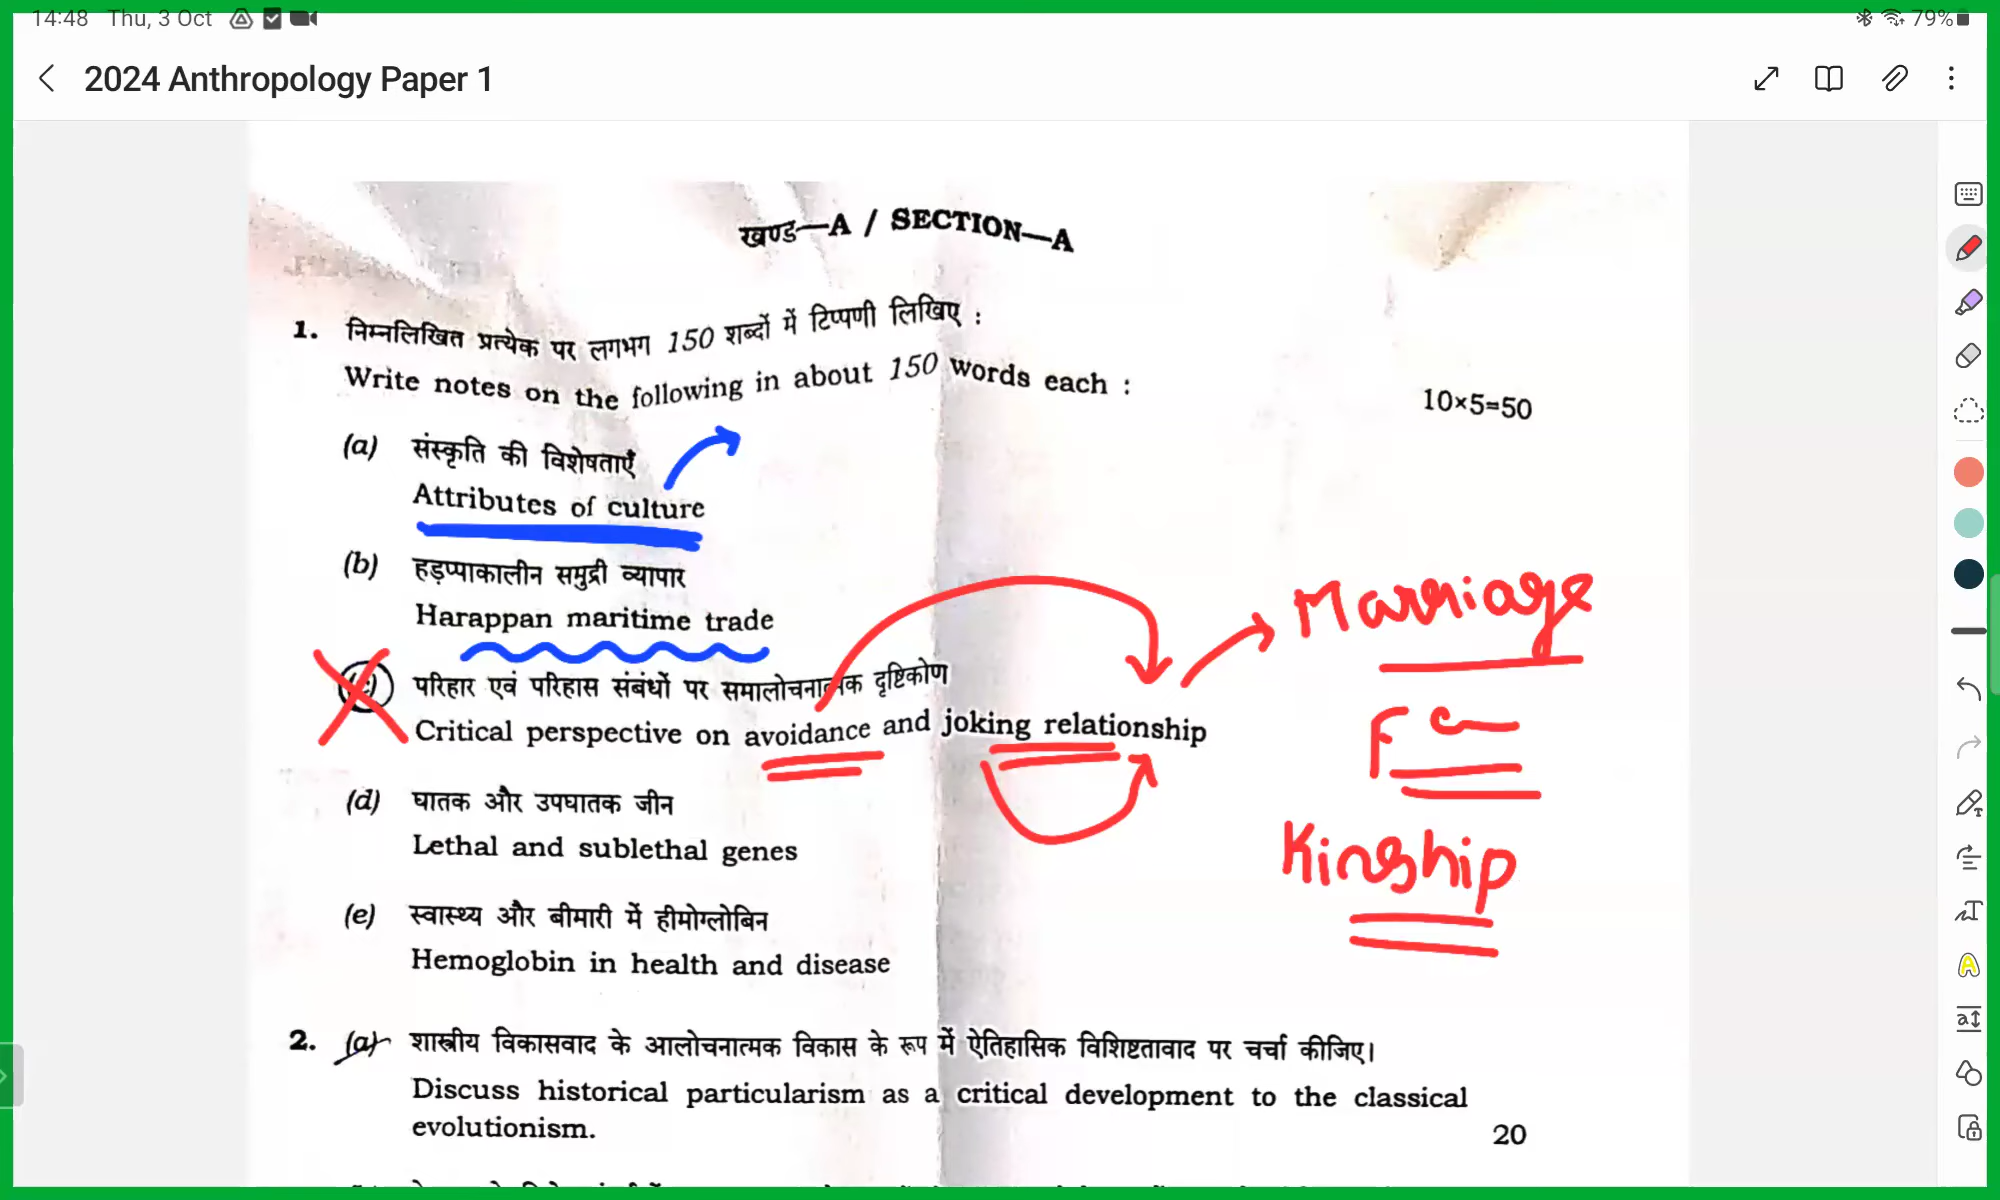 14:48 Thu, 3 Oct 79%
2024 Anthropology Paper 1
खण्ड—A / SECTION—A
1. निम्नलिखित प्रत्येक पर लगभग 150 शब्दों में टिप्पणी लिखिए :
Write notes on the following in about 150 words each : 10×5=50
(a) संस्कृति की विशेषताएँ
Attributes of culture
(b) हड़प्पाकालीन समुद्री व्यापार
Harappan maritime trade
Marriage
(c) परिहार एवं परिहास संबंधों पर समालोचनात्मक दृष्टिकोण
Critical perspective on avoidance and joking relationship
(d) घातक और उपघातक जीन
Lethal and sublethal genes
Kinship
(e) स्वास्थ्य और बीमारी में हीमोग्लोबिन
Hemoglobin in health and disease
2. (a) शास्त्रीय विकासवाद के आलोचनात्मक विकास के रूप में ऐतिहासिक विशिष्टतावाद पर चर्चा कीजिए।
Discuss historical particularism as a critical development to the classical
evolutionism. 20